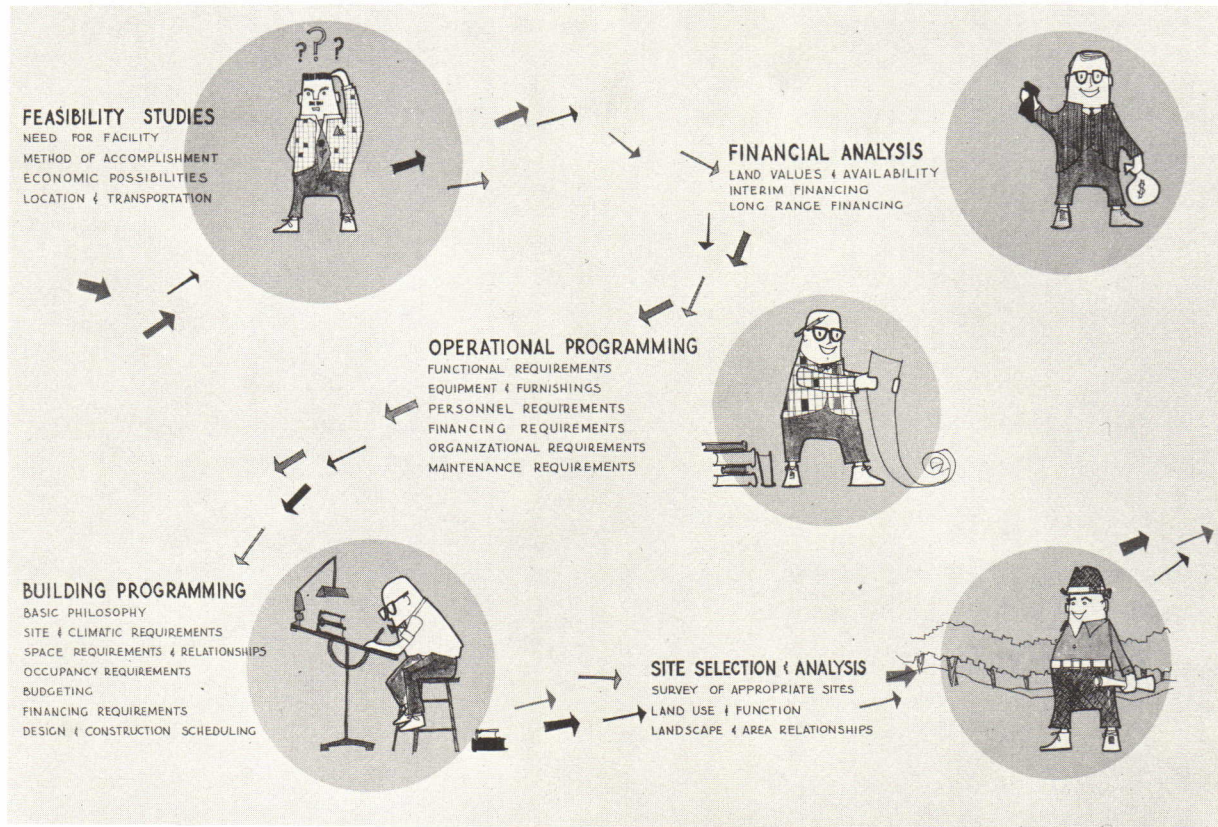 ? ? ?
FEASIBILITY STUDIES
NEED FOR FACILITY
METHOD OF ACCOMPLISHMENT
ECONOMIC POSSIBILITIES
LOCATION & TRANSPORTATION
FINANCIAL ANALYSIS
LAND VALUES & AVAILABILITY
INTERIM FINANCING
LONG RANGE FINANCING
$
OPERATIONAL PROGRAMMING
FUNCTIONAL REQUIREMENTS
EQUIPMENT & FURNISHINGS
PERSONNEL REQUIREMENTS
FINANCING REQUIREMENTS
ORGANIZATIONAL REQUIREMENTS
MAINTENANCE REQUIREMENTS
BUILDING PROGRAMMING
BASIC PHILOSOPHY
SITE & CLIMATIC REQUIREMENTS
SPACE REQUIREMENTS & RELATIONSHIPS
OCCUPANCY REQUIREMENTS
BUDGETING
FINANCING REQUIREMENTS
DESIGN & CONSTRUCTION SCHEDULING
SITE SELECTION & ANALYSIS
SURVEY OF APPROPRIATE SITES
LAND USE & FUNCTION
LANDSCAPE & AREA RELATIONSHIPS